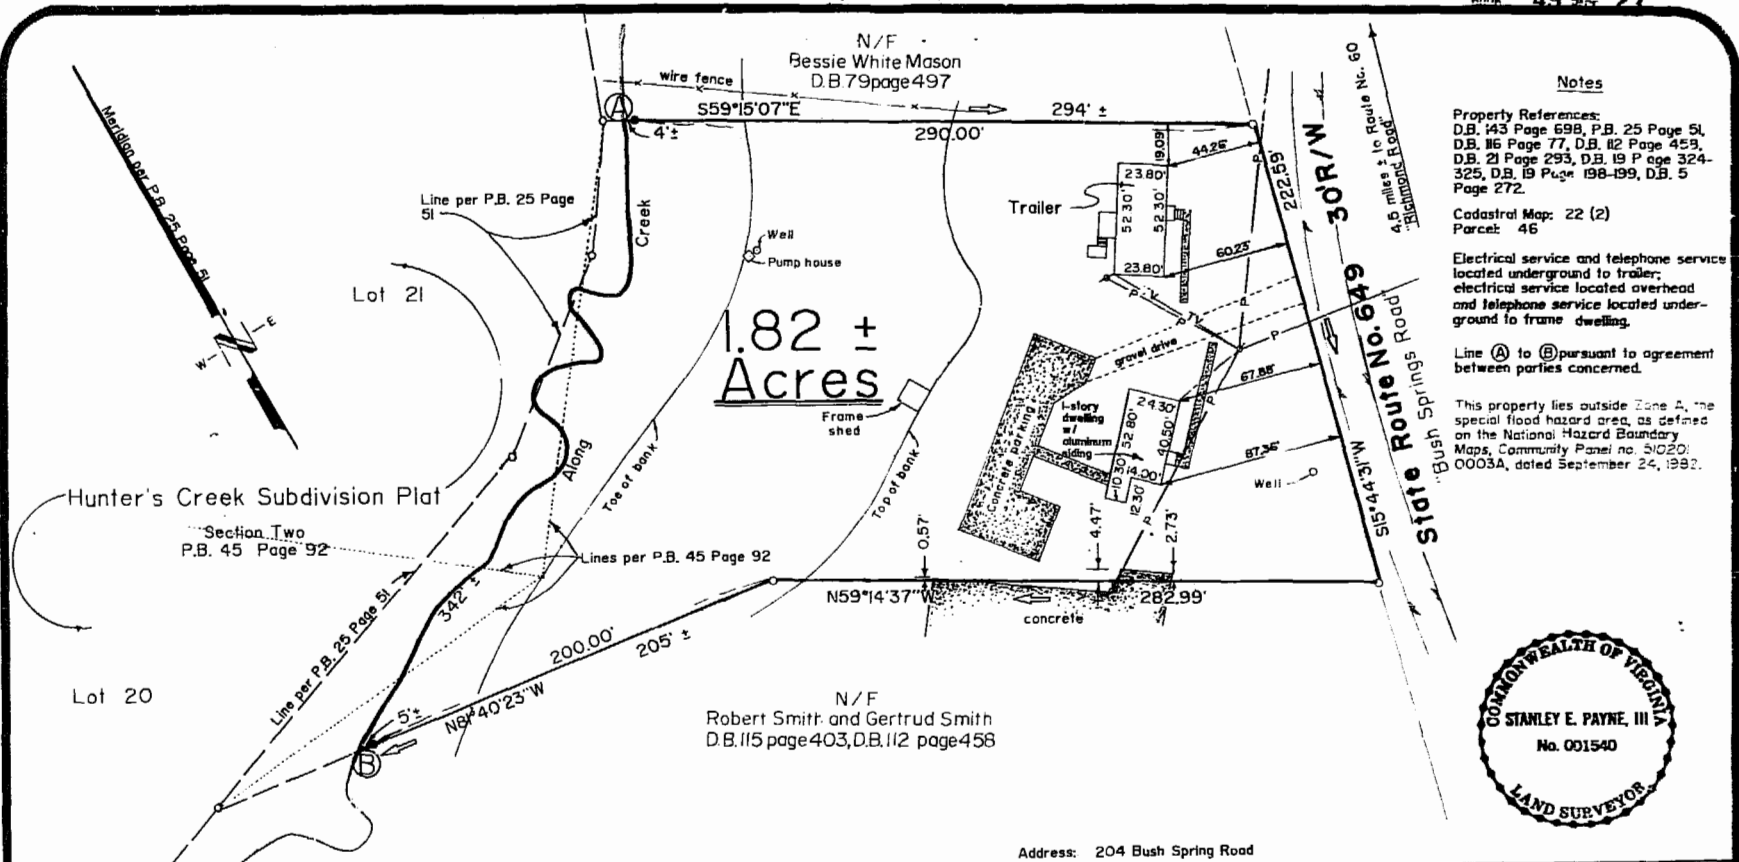 N/F
Bessie White Mason
D.B.79page497
wire fence
A
S59°15'07"E
294' ±
4'±
290.00'
Meridian per P.B. 25 Page 51
E
W
Line per P.B. 25 Page
51
Creek
Along
Well
Pump house
Lot 21
1.82 ±
Acres
Frame
shed
Toe of bank
Top of bank
Trailer
19.09'
44.26'
23.80'
52.30'
52.30'
23.80'
60.23'
P
TV
gravel drive
Concrete parking
1-story
dwelling
w/
aluminum
siding
24.30'
52.80'
40.50'
10.30'
14.00'
12.30'
67.88'
87.36'
Well
222.59'
30'R/W
4.5 miles ± to Route No. 60
"Richmond Road"
State Route No. 649
"Bush Springs Road"
S15°44'31"W
Hunter's Creek Subdivision Plat
Section Two
P.B. 45 Page 92
Lines per P.B. 45 Page 92
342' ±
Line per P.B. 25 Page 51
Lot 20
200.00'
205' ±
N81°40'23"W
5'±
B
0.57'
4.47'
2.73'
N59°14'37"W
282.99'
concrete
N/F
Robert Smith and Gertrud Smith
D.B.115 page403,D.B.112 page458
Notes
Property References:
D.B. 143 Page 698, P.B. 25 Page 51,
D.B. 116 Page 77, D.B. 112 Page 459,
D.B. 21 Page 293, D.B. 19 Page 324-
325, D.B. 19 Page 198-199, D.B. 5
Page 272.
Cadastral Map: 22 (2)
Parcel: 46
Electrical service and telephone service
located underground to trailer;
electrical service located overhead
and telephone service located under-
ground to frame dwelling.
Line A to B pursuant to agreement
between parties concerned.
This property lies outside Zone A, the
special flood hazard area, as defined
on the National Hazard Boundary
Maps, Community Panel no. 510201
0003A, dated September 24, 1992.
COMMONWEALTH OF VIRGINIA
STANLEY E. PAYNE, III
No. 001540
LAND SURVEYOR
Address: 204 Bush Spring Road